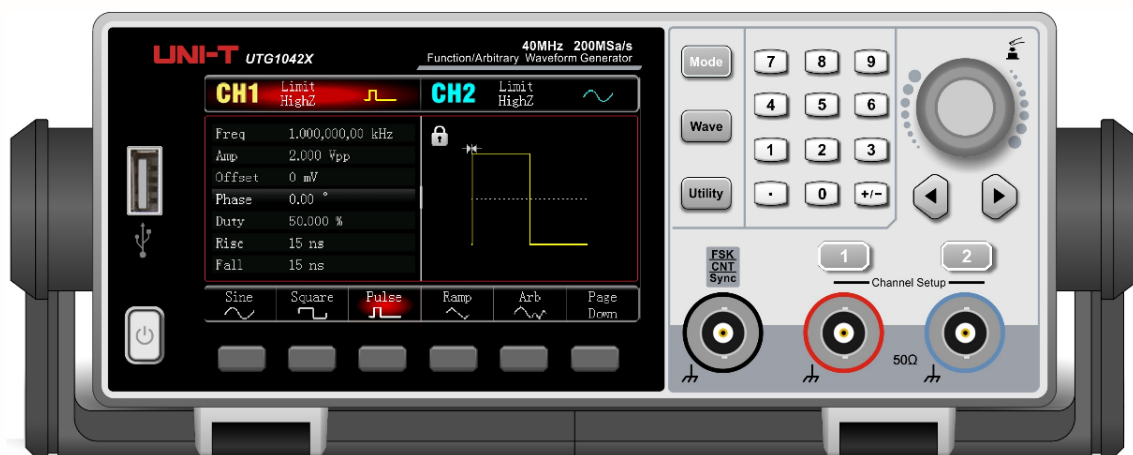 UNI-T UTG1042X
40MHz 200MSa/s
Function/Arbitrary Waveform Generator
CH1 Limit HighZ
CH2 Limit HighZ
Freq 1.000,000,00 kHz
Amp 2.000 Vpp
Offset 0 mV
Phase 0.00 °
Duty 50.000 %
Rise 15 ns
Fall 15 ns
Sine Square Pulse Ramp Arb Page Down
Mode
Wave
Utility
7 8 9
4 5 6
1 2 3
. 0 +/-
FSK
CNT
Sync
1 2
Channel Setup
50Ω